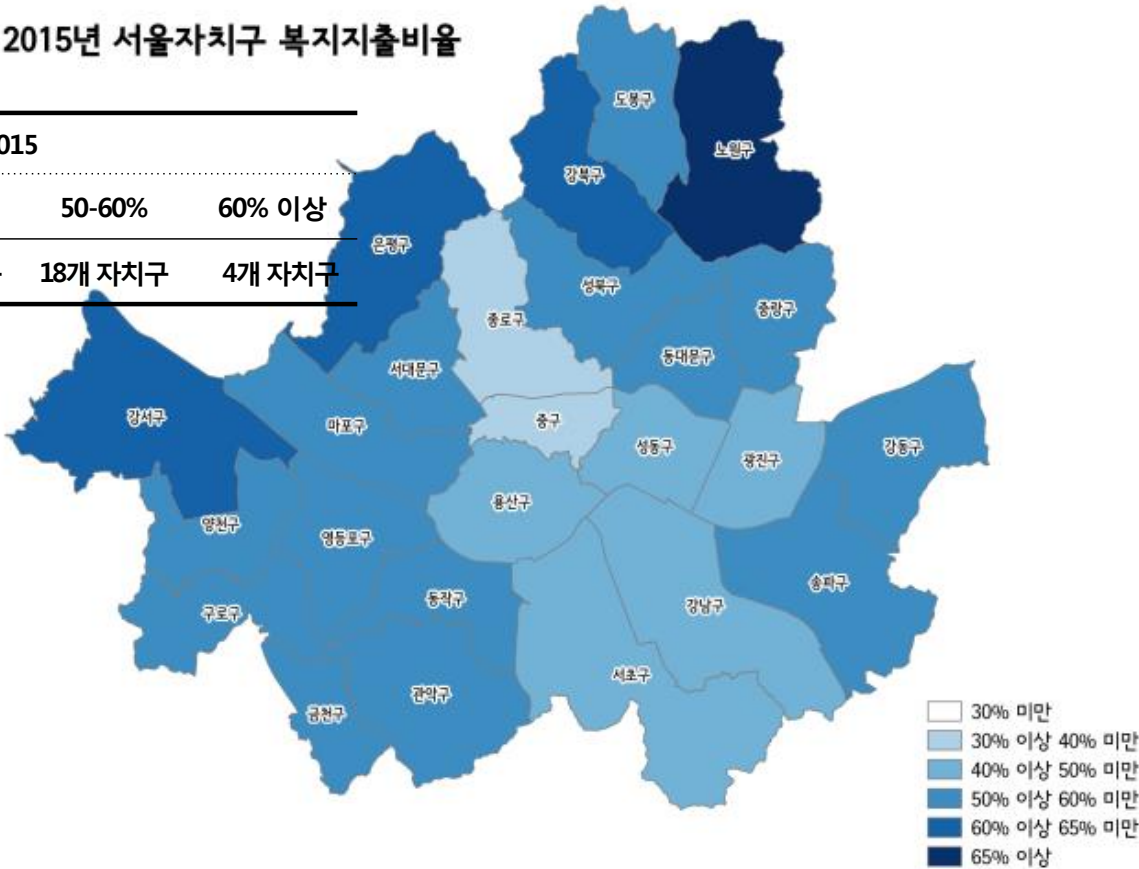 2015년 서울자치구 복지지출비율
015
50-60% 60% 이상
18개 자치구 4개 자치구
도봉구
노원구
강북구
은평구
성북구
중랑구
종로구
동대문구
서대문구
강서구
마포구
중구
성동구
광진구
강동구
용산구
양천구
영등포구
송파구
동작구
강남구
구로구
서초구
관악구
금천구
30% 미만
30% 이상 40% 미만
40% 이상 50% 미만
50% 이상 60% 미만
60% 이상 65% 미만
65% 이상